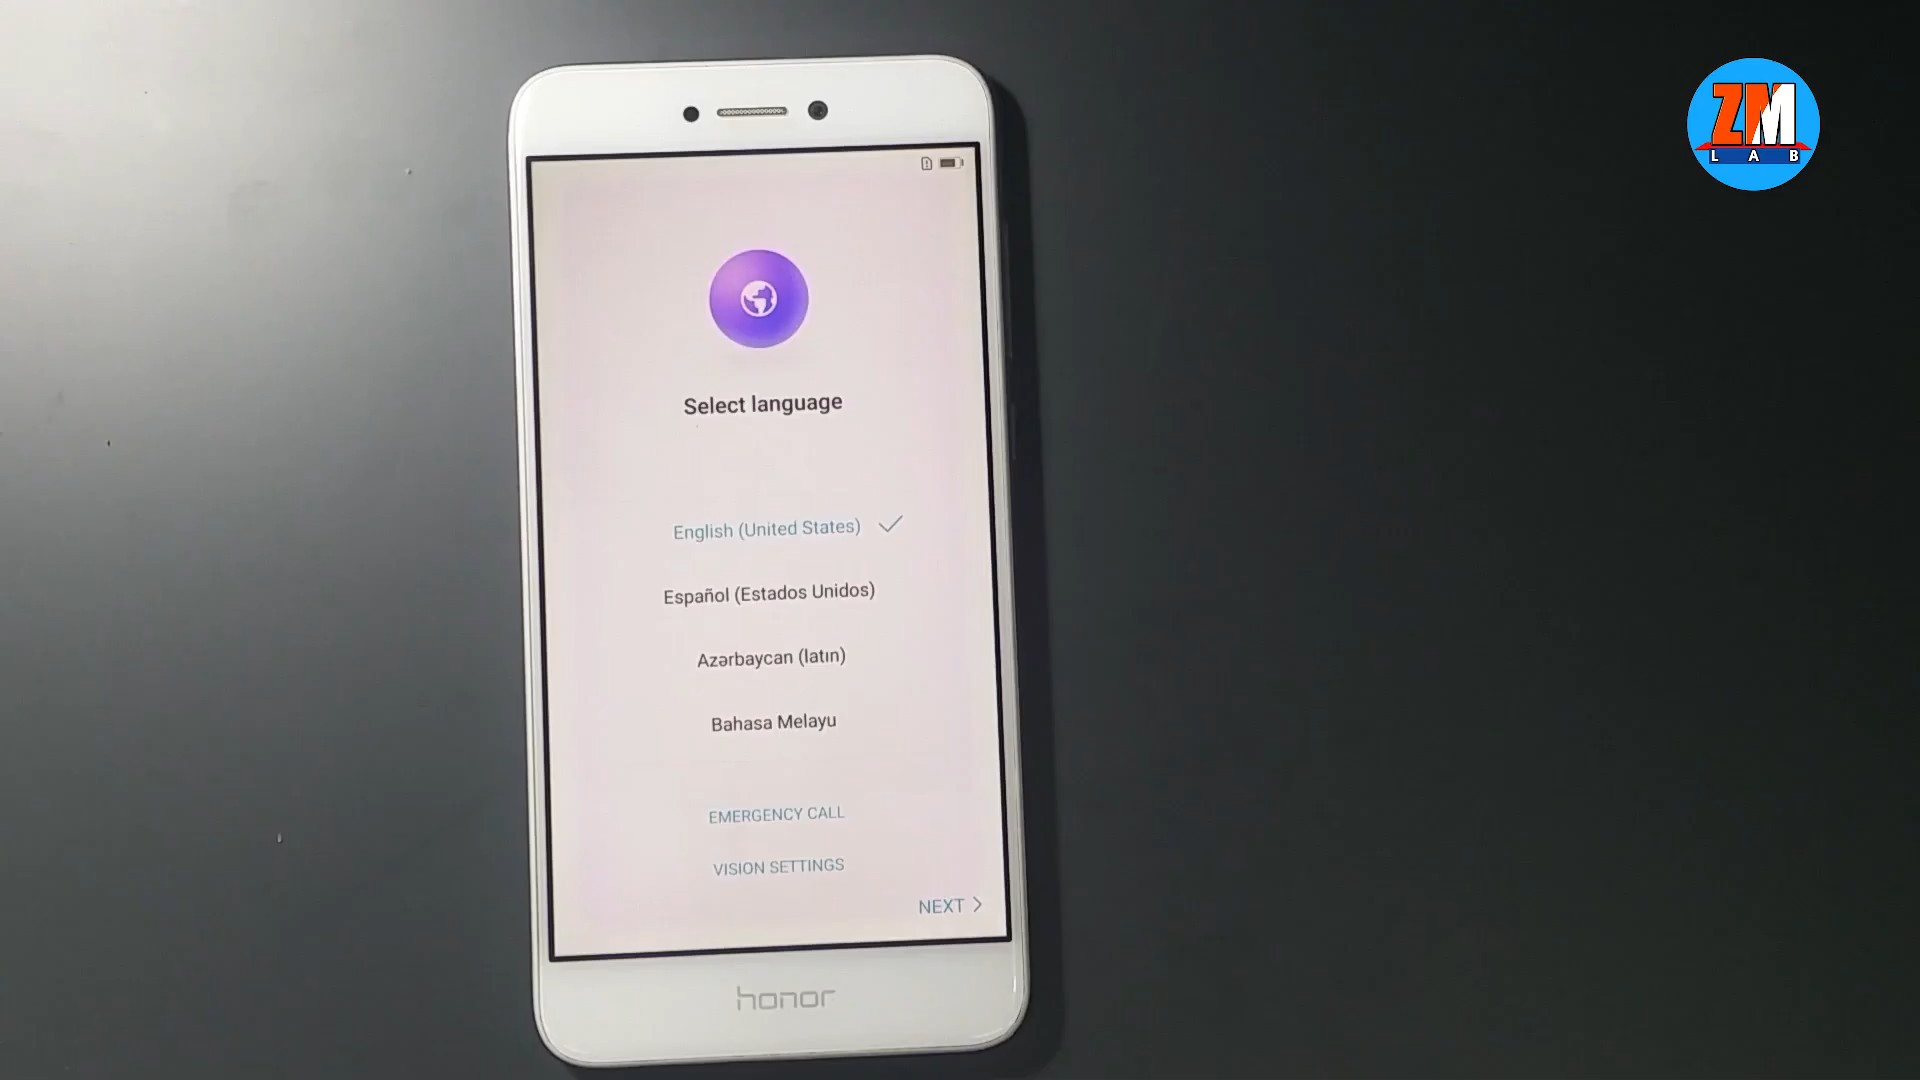 ZM
LAB
Select language
English (United States)
Español (Estados Unidos)
Azərbaycan (latın)
Bahasa Melayu
EMERGENCY CALL
VISION SETTINGS
NEXT
honor